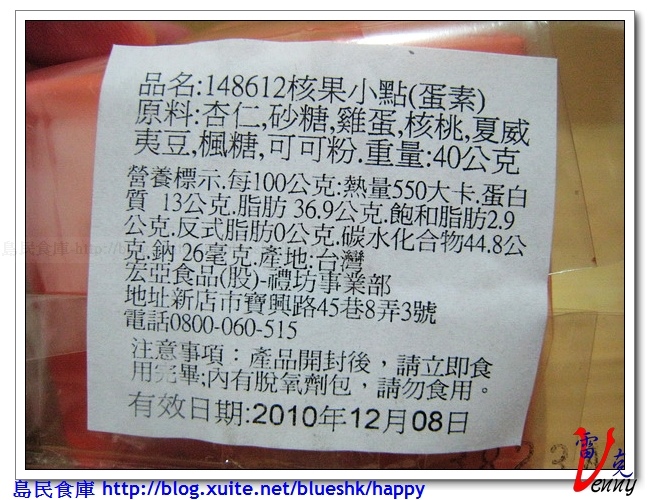 品名:148612核果小點(蛋素)
原料:杏仁,砂糖,雞蛋,核桃,夏威
夷豆,楓糖,可可粉.重量:40公克
營養標示.每100公克:熱量550大卡.蛋白
質 13公克.脂肪 36.9公克.飽和脂肪2.9
公克.反式脂肪0公克.碳水化合物44.8公
克.鈉 26毫克.產地:台灣
宏亞食品(股)-禮坊事業部
地址新店市寶興路45巷8弄3號
電話0800-060-515
注意事項：產品開封後，請立即食
用完畢;內有脫氧劑包，請勿食用。
有效日期:2010年12月08日
雷克
Venny
島民食庫 http://blog.xuite.net/blueshk/happy